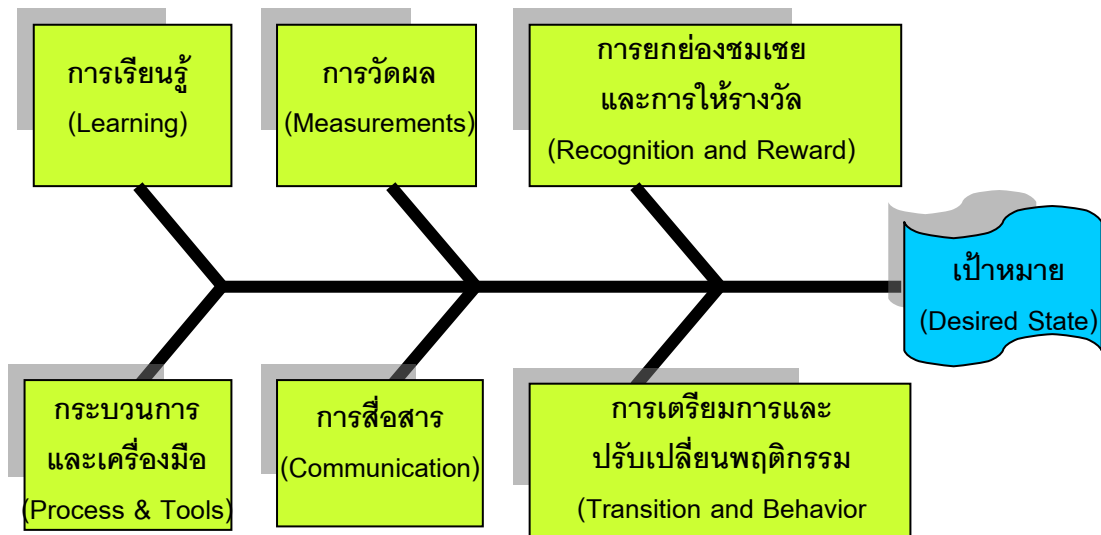 การเรียนรู้
(Learning)
การวัดผล
(Measurements)
การยกย่องชมเชย
และการให้รางวัล
(Recognition and Reward)
เป้าหมาย
(Desired State)
กระบวนการ
และเครื่องมือ
(Process & Tools)
การสื่อสาร
(Communication)
การเตรียมการและ
ปรับเปลี่ยนพฤติกรรม
(Transition and Behavior